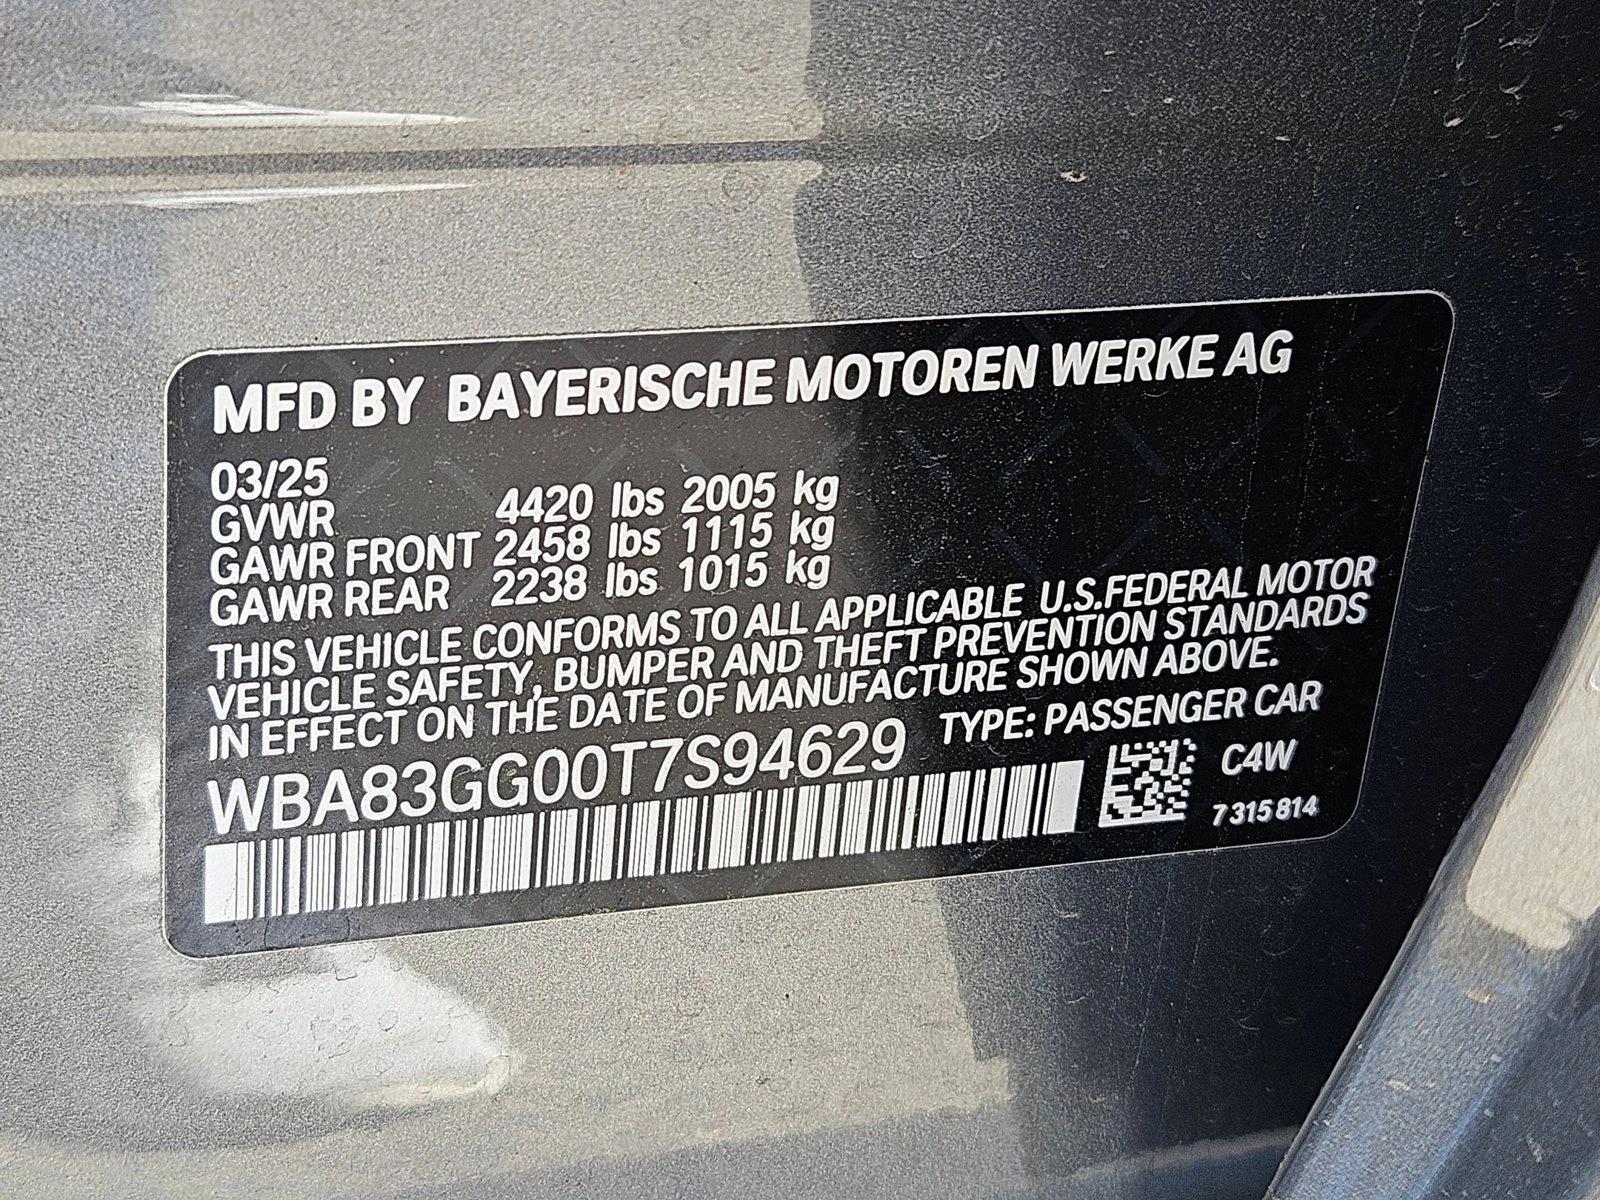 MFD BY BAYERISCHE MOTOREN WERKE AG
03/25
GVWR 4420 lbs 2005 kg
GAWR FRONT 2458 lbs 1115 kg
GAWR REAR 2238 lbs 1015 kg
THIS VEHICLE CONFORMS TO ALL APPLICABLE U.S.FEDERAL MOTOR
VEHICLE SAFETY, BUMPER AND THEFT PREVENTION STANDARDS
IN EFFECT ON THE DATE OF MANUFACTURE SHOWN ABOVE.
WBA83GG00T7S94629 TYPE: PASSENGER CAR
C4W
7 315 814